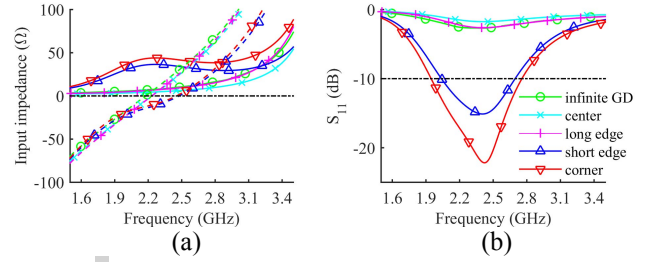 Input impedance (Ω)
100
50
0
-50
-100
1.6 1.9 2.2 2.5 2.8 3.1 3.4
Frequency (GHz)
(a)
S11 (dB)
0
-10
-20
infinite GD
center
long edge
short edge
corner
1.6 1.9 2.2 2.5 2.8 3.1 3.4
Frequency (GHz)
(b)